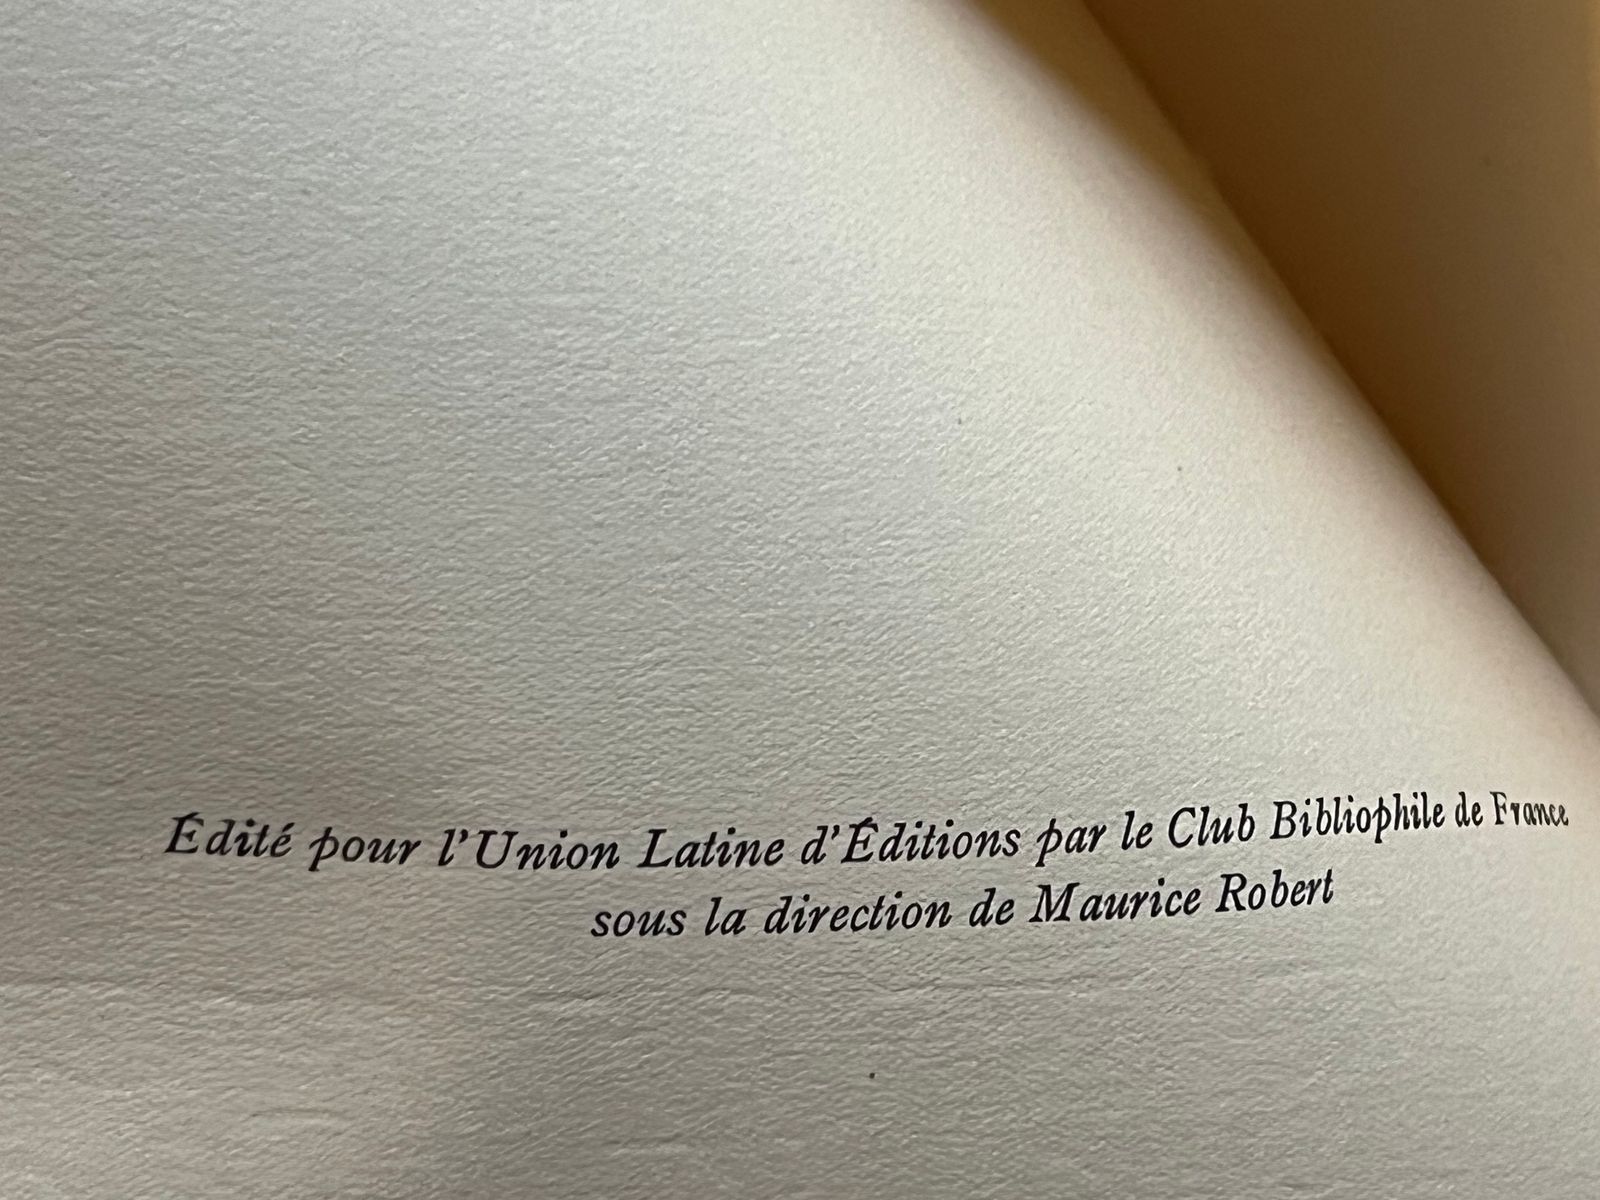 Édité pour l'Union Latine d'Éditions par le Club Bibliophile de France
sous la direction de Maurice Robert